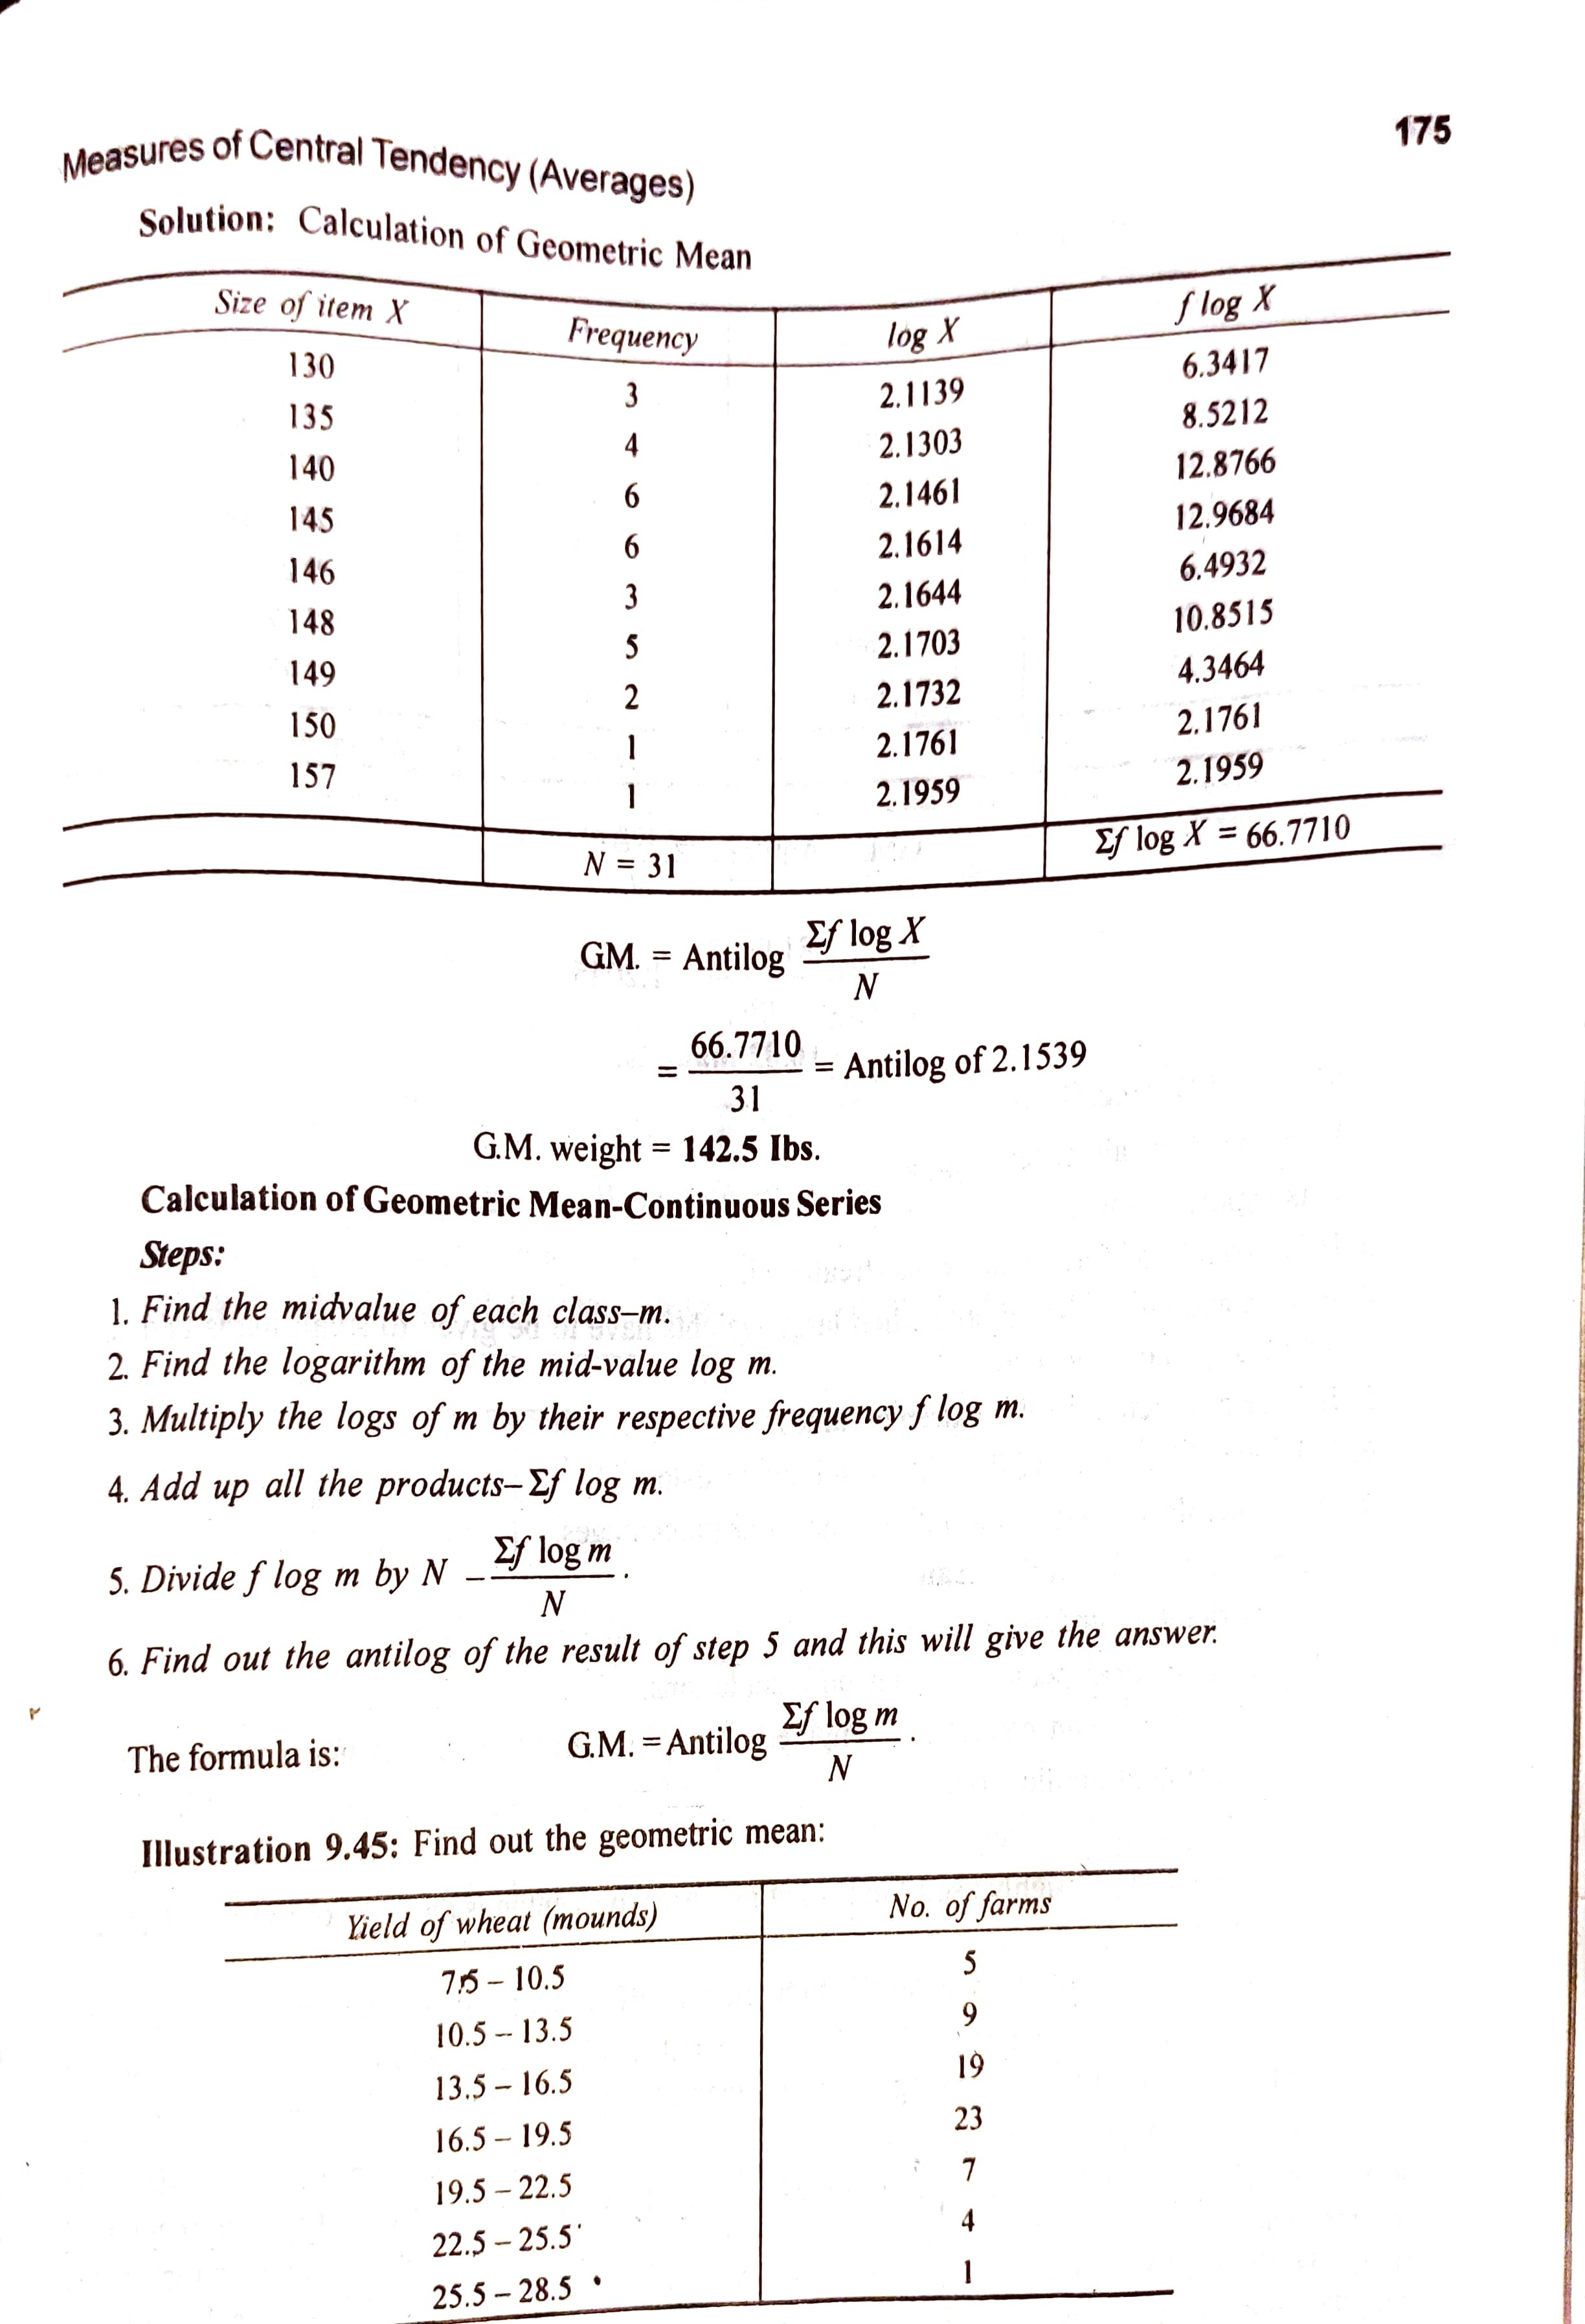 175
Measures of Central Tendency (Averages)
Solution: Calculation of Geometric Mean
Size of item X Frequency log X f log X
130 3 2.1139 6.3417
135 4 2.1303 8.5212
140 6 2.1461 12.8766
145 6 2.1614 12.9684
146 3 2.1644 6.4932
148 5 2.1703 10.8515
149 2 2.1732 4.3464
150 1 2.1761 2.1761
157 1 2.1959 2.1959
N = 31 Σf log X = 66.7710
GM. = Antilog Σf log X / N
= 66.7710 / 31 = Antilog of 2.1539
G.M. weight = 142.5 Ibs.
Calculation of Geometric Mean-Continuous Series
Steps:
1. Find the midvalue of each class–m.
2. Find the logarithm of the mid-value log m.
3. Multiply the logs of m by their respective frequency f log m.
4. Add up all the products–Σf log m.
5. Divide f log m by N – Σf log m / N .
6. Find out the antilog of the result of step 5 and this will give the answer.
The formula is: G.M. = Antilog Σf log m / N .
Illustration 9.45: Find out the geometric mean:
Yield of wheat (mounds) No. of farms
7.5 – 10.5 5
10.5 – 13.5 9
13.5 – 16.5 19
16.5 – 19.5 23
19.5 – 22.5 7
22.5 – 25.5 4
25.5 – 28.5 1